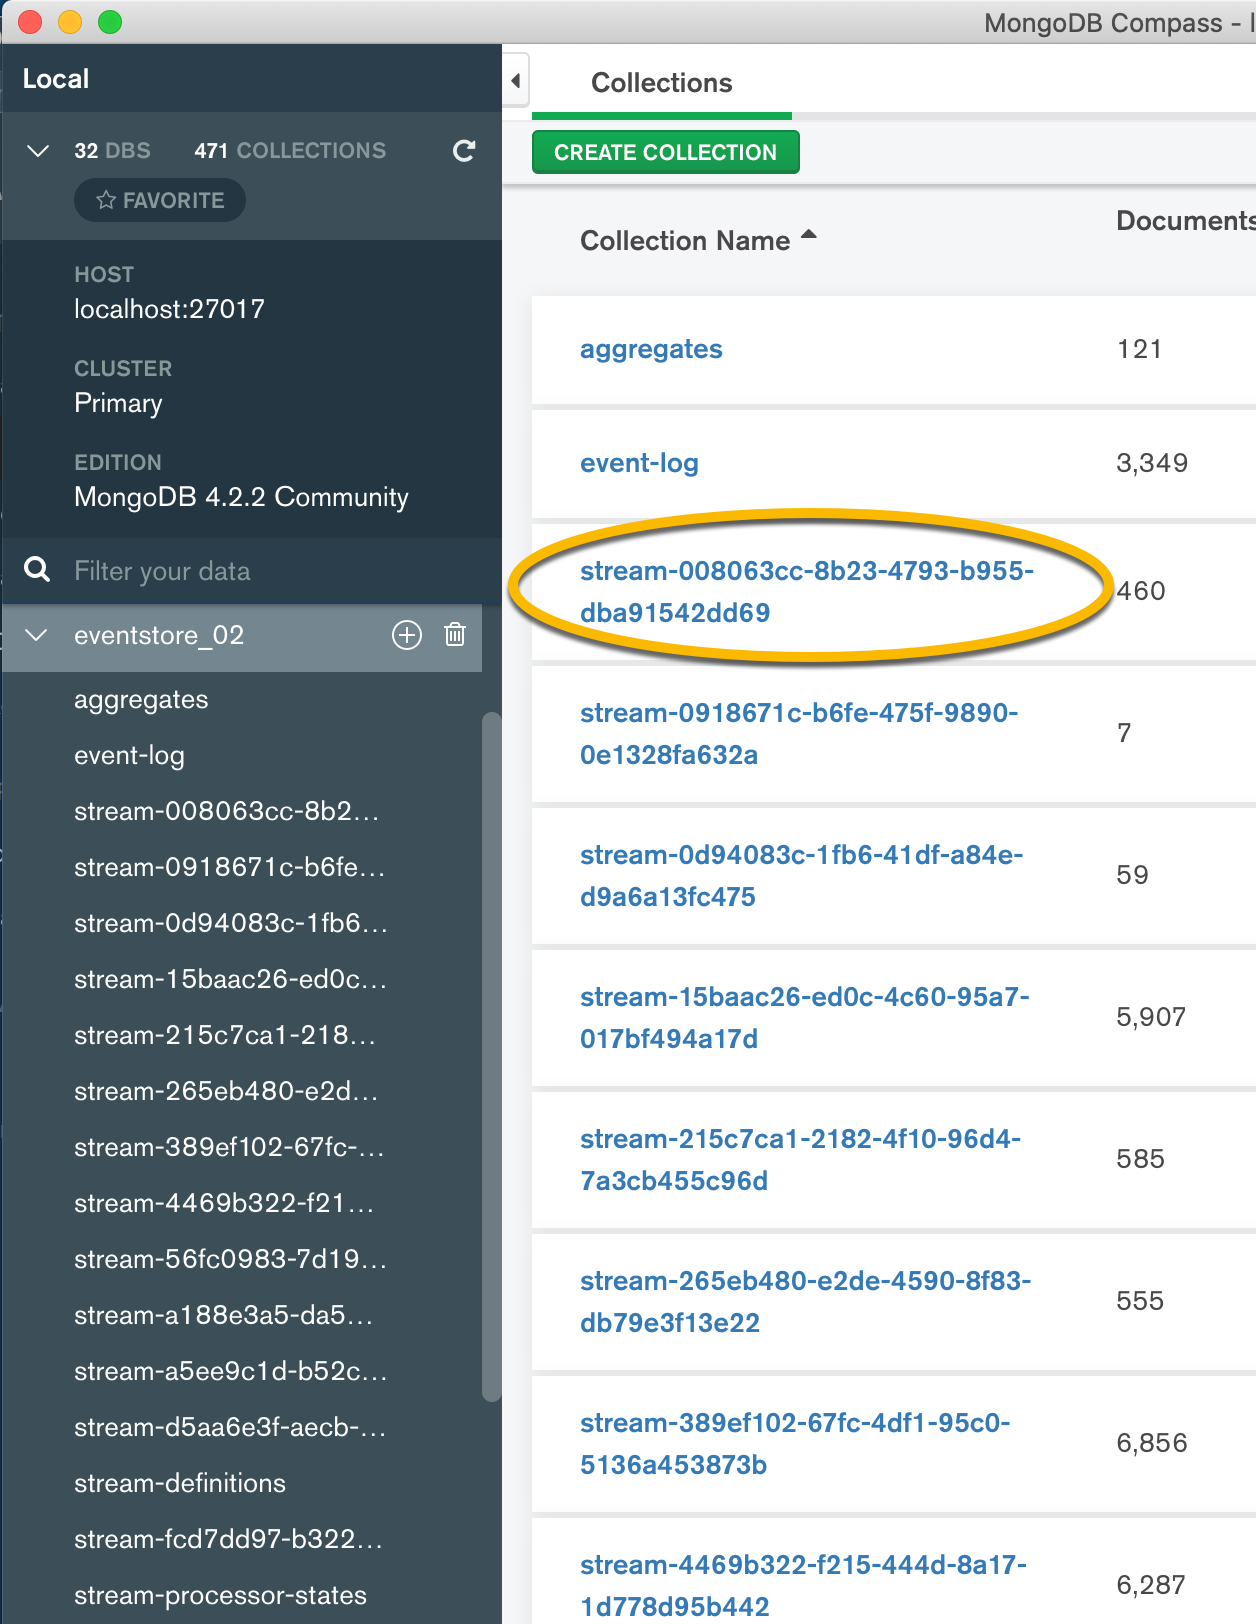 MongoDB Compass -
Local
32 DBS 471 COLLECTIONS
FAVORITE
HOST
localhost:27017
CLUSTER
Primary
EDITION
MongoDB 4.2.2 Community
Filter your data
eventstore_02
aggregates
event-log
stream-008063cc-8b2...
stream-0918671c-b6fe...
stream-0d94083c-1fb6...
stream-15baac26-ed0c...
stream-215c7ca1-218...
stream-265eb480-e2d...
stream-389ef102-67fc-...
stream-4469b322-f21...
stream-56fc0983-7d19...
stream-a188e3a5-da5...
stream-a5ee9c1d-b52c...
stream-d5aa6e3f-aecb-...
stream-definitions
stream-fcd7dd97-b322...
stream-processor-states
Collections
CREATE COLLECTION
Collection Name Documents
aggregates 121
event-log 3,349
stream-008063cc-8b23-4793-b955-
dba91542dd69 460
stream-0918671c-b6fe-475f-9890-
0e1328fa632a 7
stream-0d94083c-1fb6-41df-a84e-
d9a6a13fc475 59
stream-15baac26-ed0c-4c60-95a7-
017bf494a17d 5,907
stream-215c7ca1-2182-4f10-96d4-
7a3cb455c96d 585
stream-265eb480-e2de-4590-8f83-
db79e3f13e22 555
stream-389ef102-67fc-4df1-95c0-
5136a453873b 6,856
stream-4469b322-f215-444d-8a17-
1d778d95b442 6,287